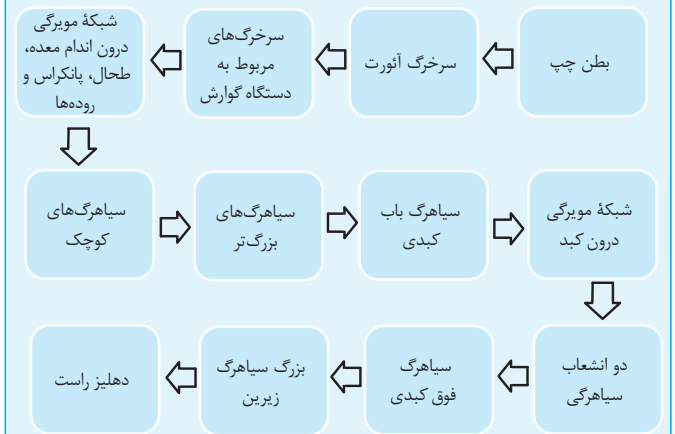 بطن چپ
سرخرگ آئورت
سرخرگ‌های
مربوط به
دستگاه گوارش
شبکهٔ مویرگی
درون اندام معده،
طحال، پانکراس و
روده‌ها
سیاهرگ‌های
کوچک
سیاهرگ‌های
بزرگ‌تر
سیاهرگ باب
کبدی
شبکهٔ مویرگی
درون کبد
دو انشعاب
سیاهرگی
سیاهرگ
فوق کبدی
بزرگ سیاهرگ
زیرین
دهلیز راست